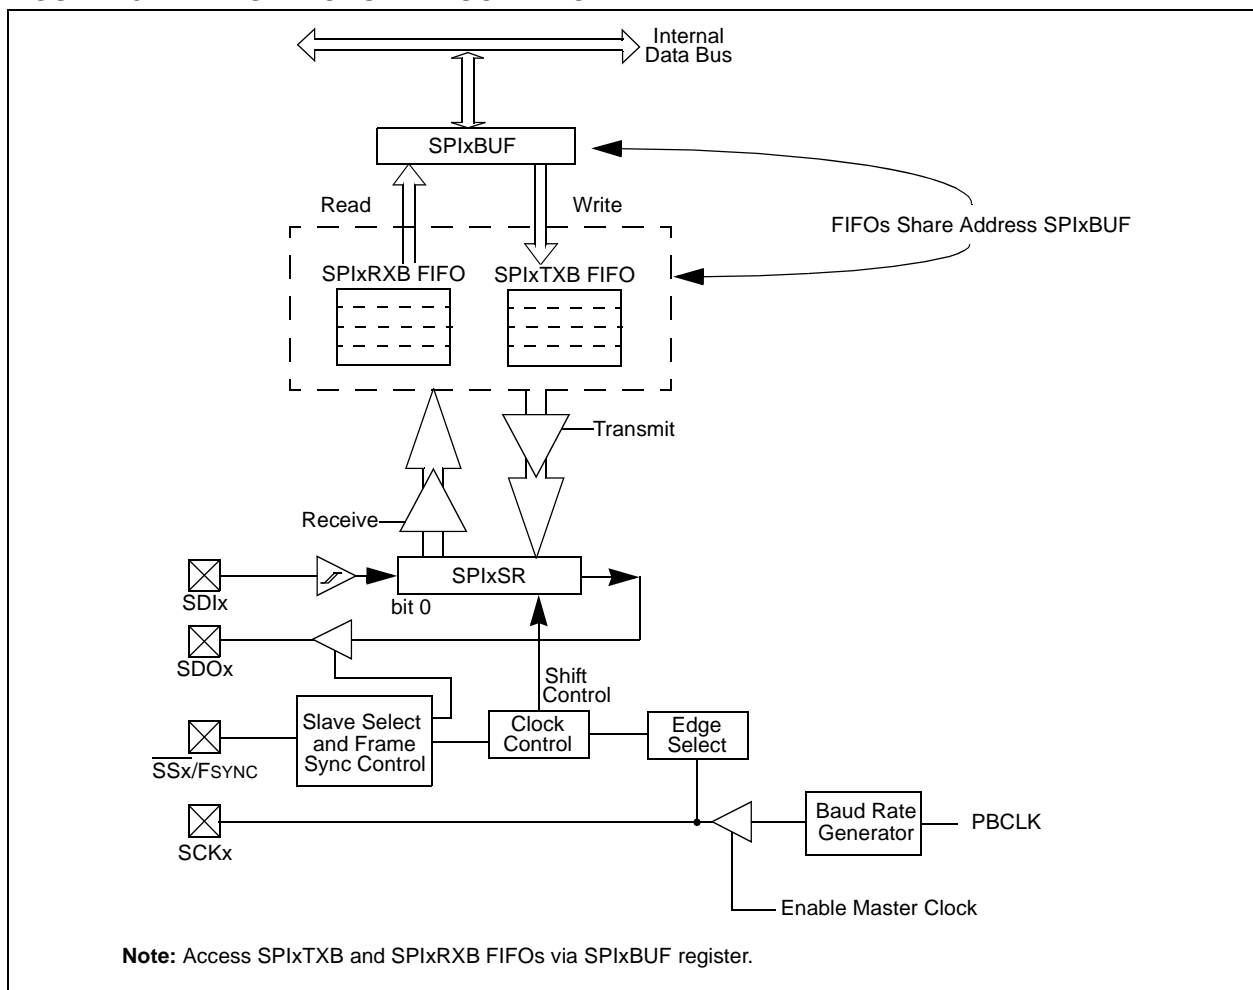 Internal
Data Bus
SPIxBUF
Read
Write
FIFOs Share Address SPIxBUF
SPIxRXB FIFO
SPIxTXB FIFO
Transmit
Receive
SPIxSR
SDIx
bit 0
SDOx
Shift
Control
Slave Select
and Frame
Sync Control
Clock
Control
Edge
Select
SSx/FSYNC
Baud Rate
Generator
PBCLK
SCKx
Enable Master Clock
Note: Access SPIxTXB and SPIxRXB FIFOs via SPIxBUF register.